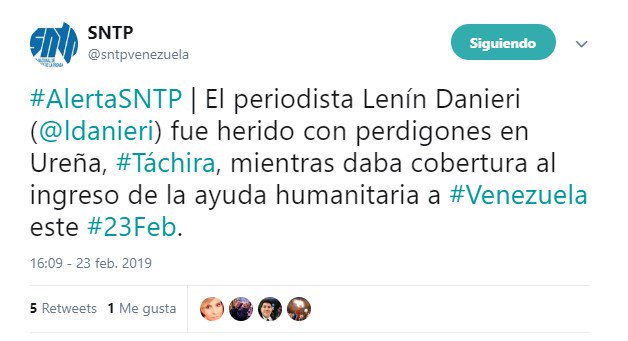 SNTP
@sntpvenezuela
Siguiendo
#AlertaSNTP | El periodista Lenín Danieri
(@ldanieri) fue herido con perdigones en
Ureña, #Táchira, mientras daba cobertura al
ingreso de la ayuda humanitaria a #Venezuela
este #23Feb.
16:09 - 23 feb. 2019
5 Retweets 1 Me gusta